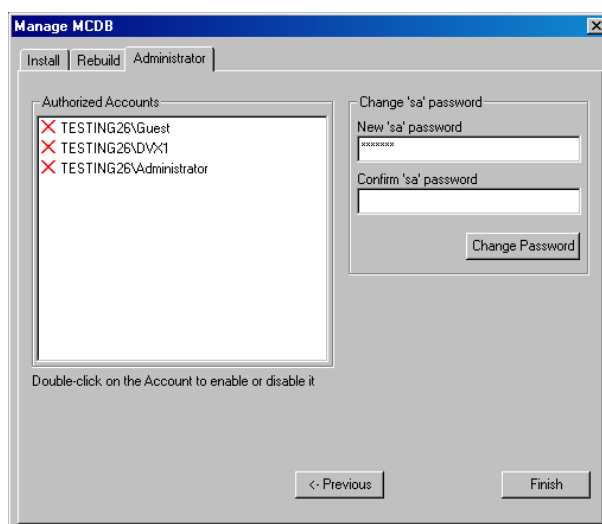 Manage MCDB
Install
Rebuild
Administrator
Authorized Accounts
TESTING26\Guest
TESTING26\DVX1
TESTING26\Administrator
Double-click on the Account to enable or disable it
Change 'sa' password
New 'sa' password
*******
Confirm 'sa' password
Change Password
<- Previous
Finish